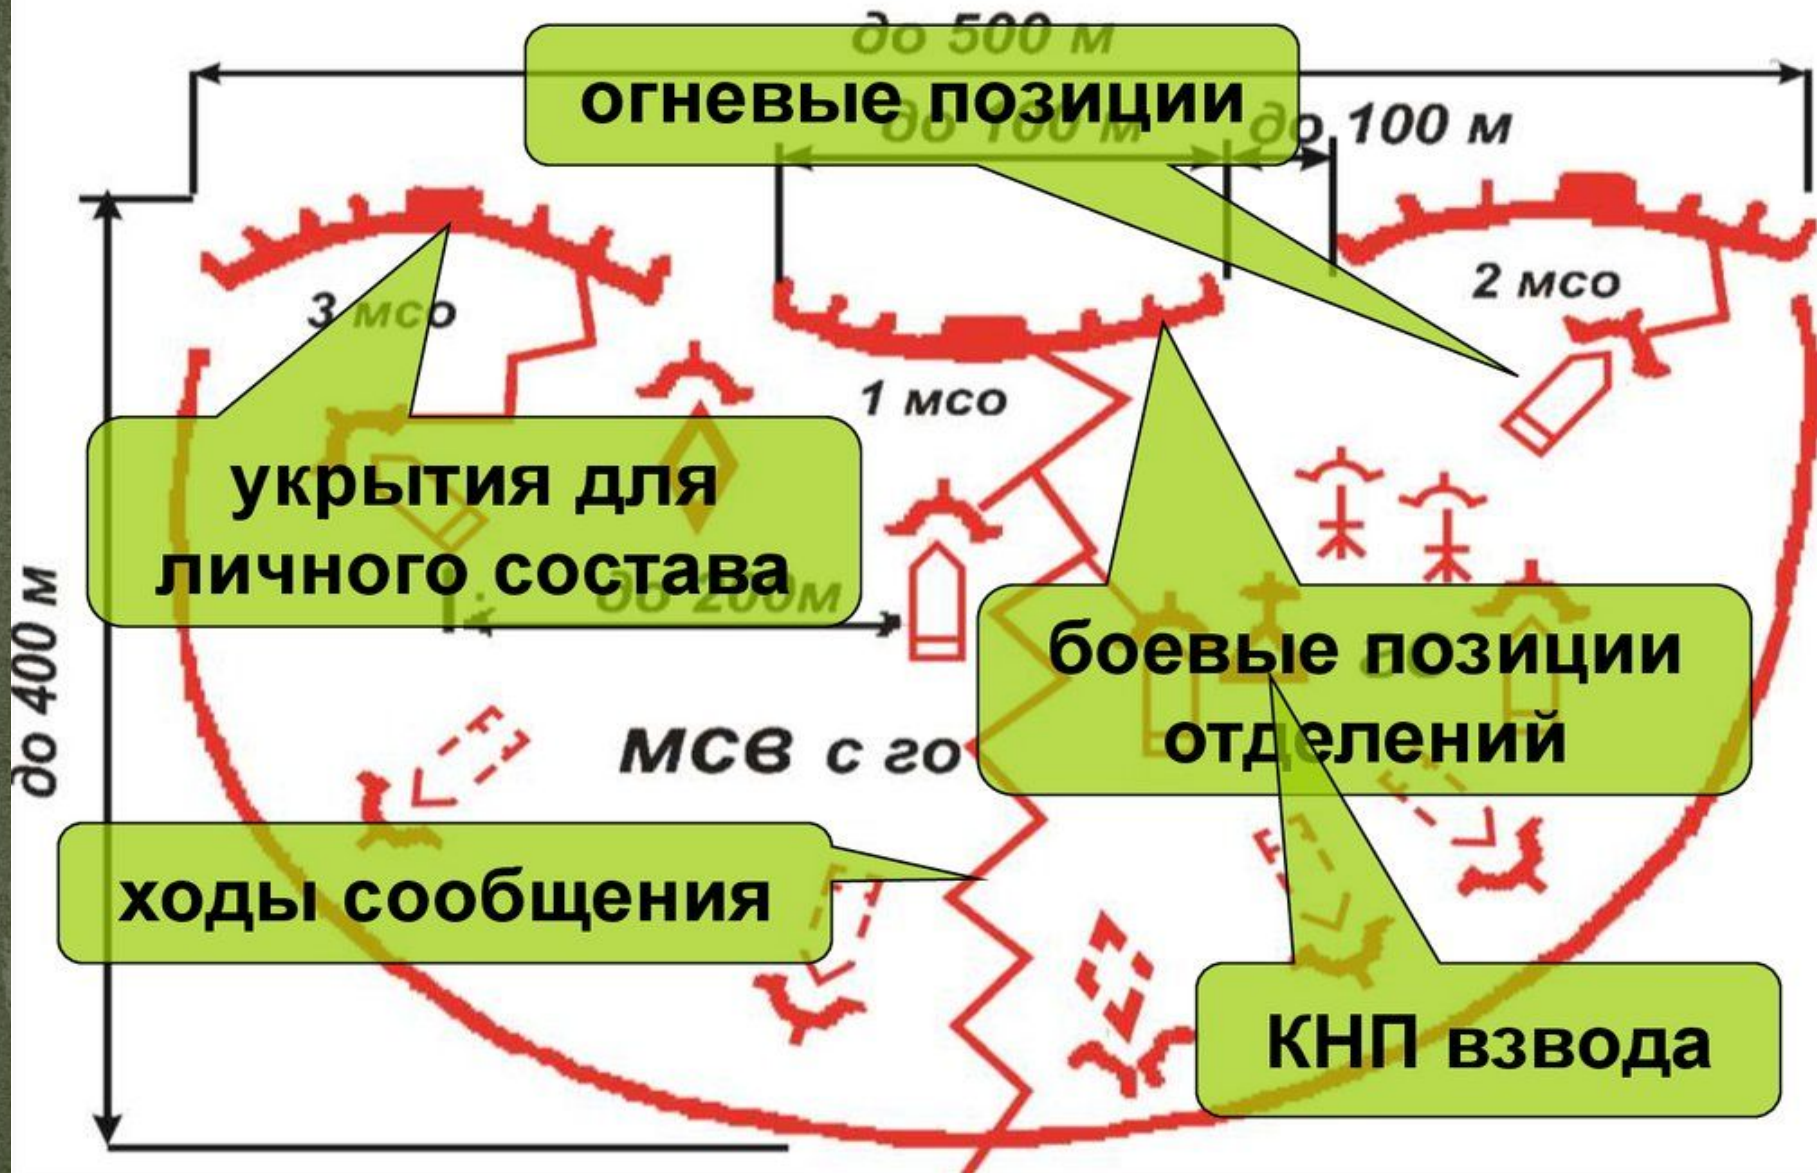 до 500 м
огневые позиции
до 100 м
до 100 м
3 мсо
2 мсо
1 мсо
укрытия для
личного состава
до 200м
до 400 м
боевые позиции
отделений
мсв с го
ходы сообщения
КНП взвода